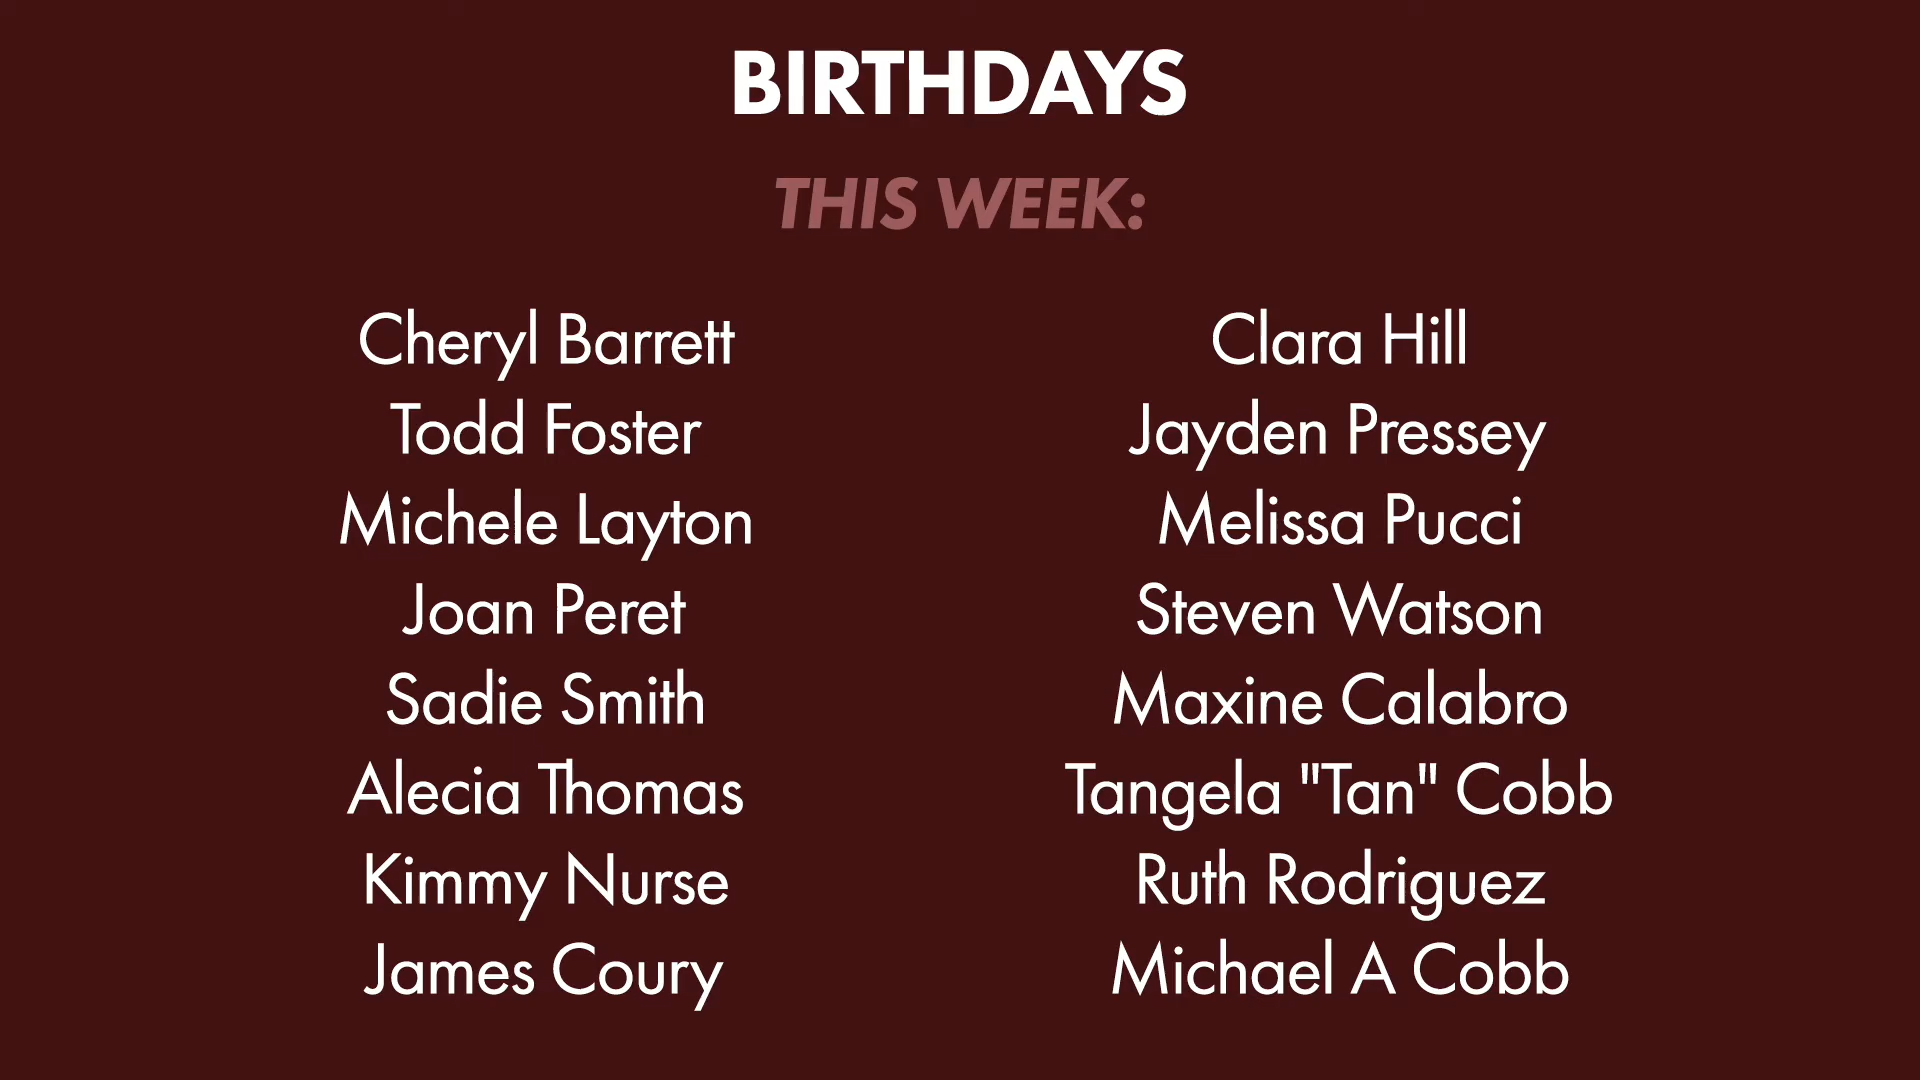 BIRTHDAYS
THIS WEEK:
Cheryl Barrett
Todd Foster
Michele Layton
Joan Peret
Sadie Smith
Alecia Thomas
Kimmy Nurse
James Coury
Clara Hill
Jayden Pressey
Melissa Pucci
Steven Watson
Maxine Calabro
Tangela "Tan" Cobb
Ruth Rodriguez
Michael A Cobb